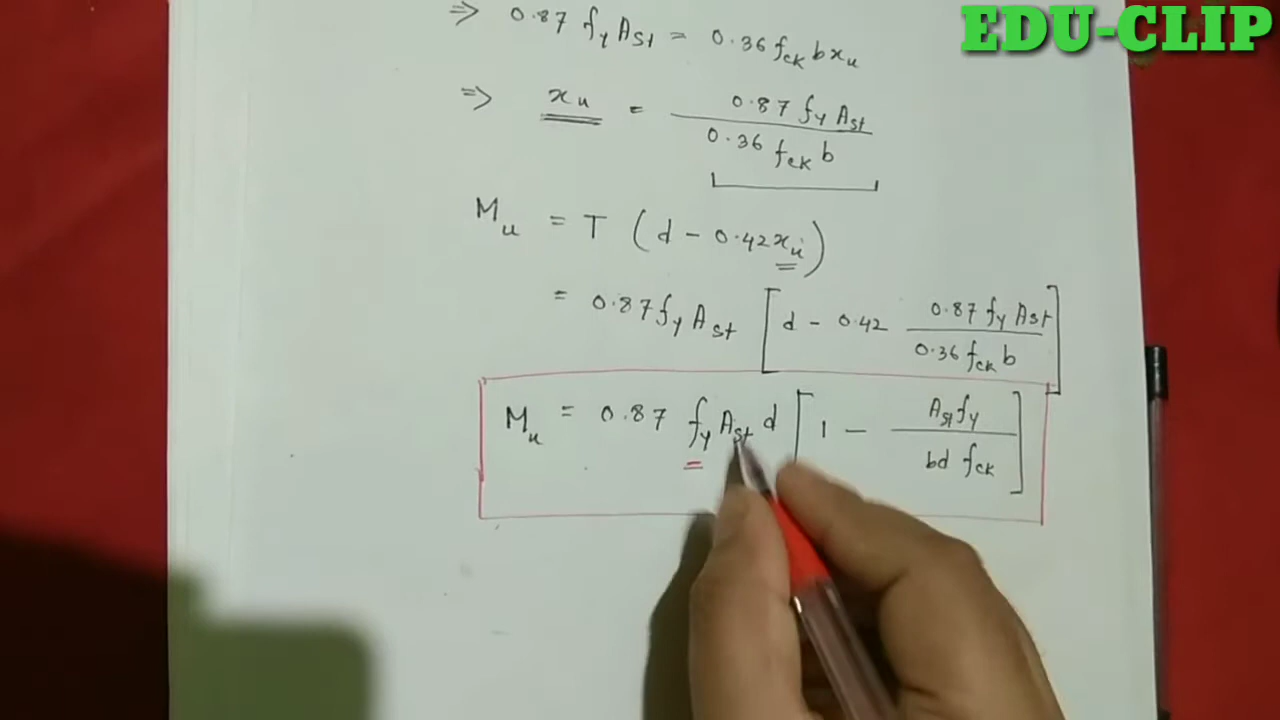 EDU-CLIP
⇒ 0.87 fy Ast = 0.36 fck b xu
⇒ xu = 0.87 fy Ast / 0.36 fck b
Mu = T (d - 0.42 xu)
= 0.87 fy Ast [d - 0.42 0.87 fy Ast / 0.36 fck b]
Mu = 0.87 fy Ast d [1 - Ast fy / bd fck]